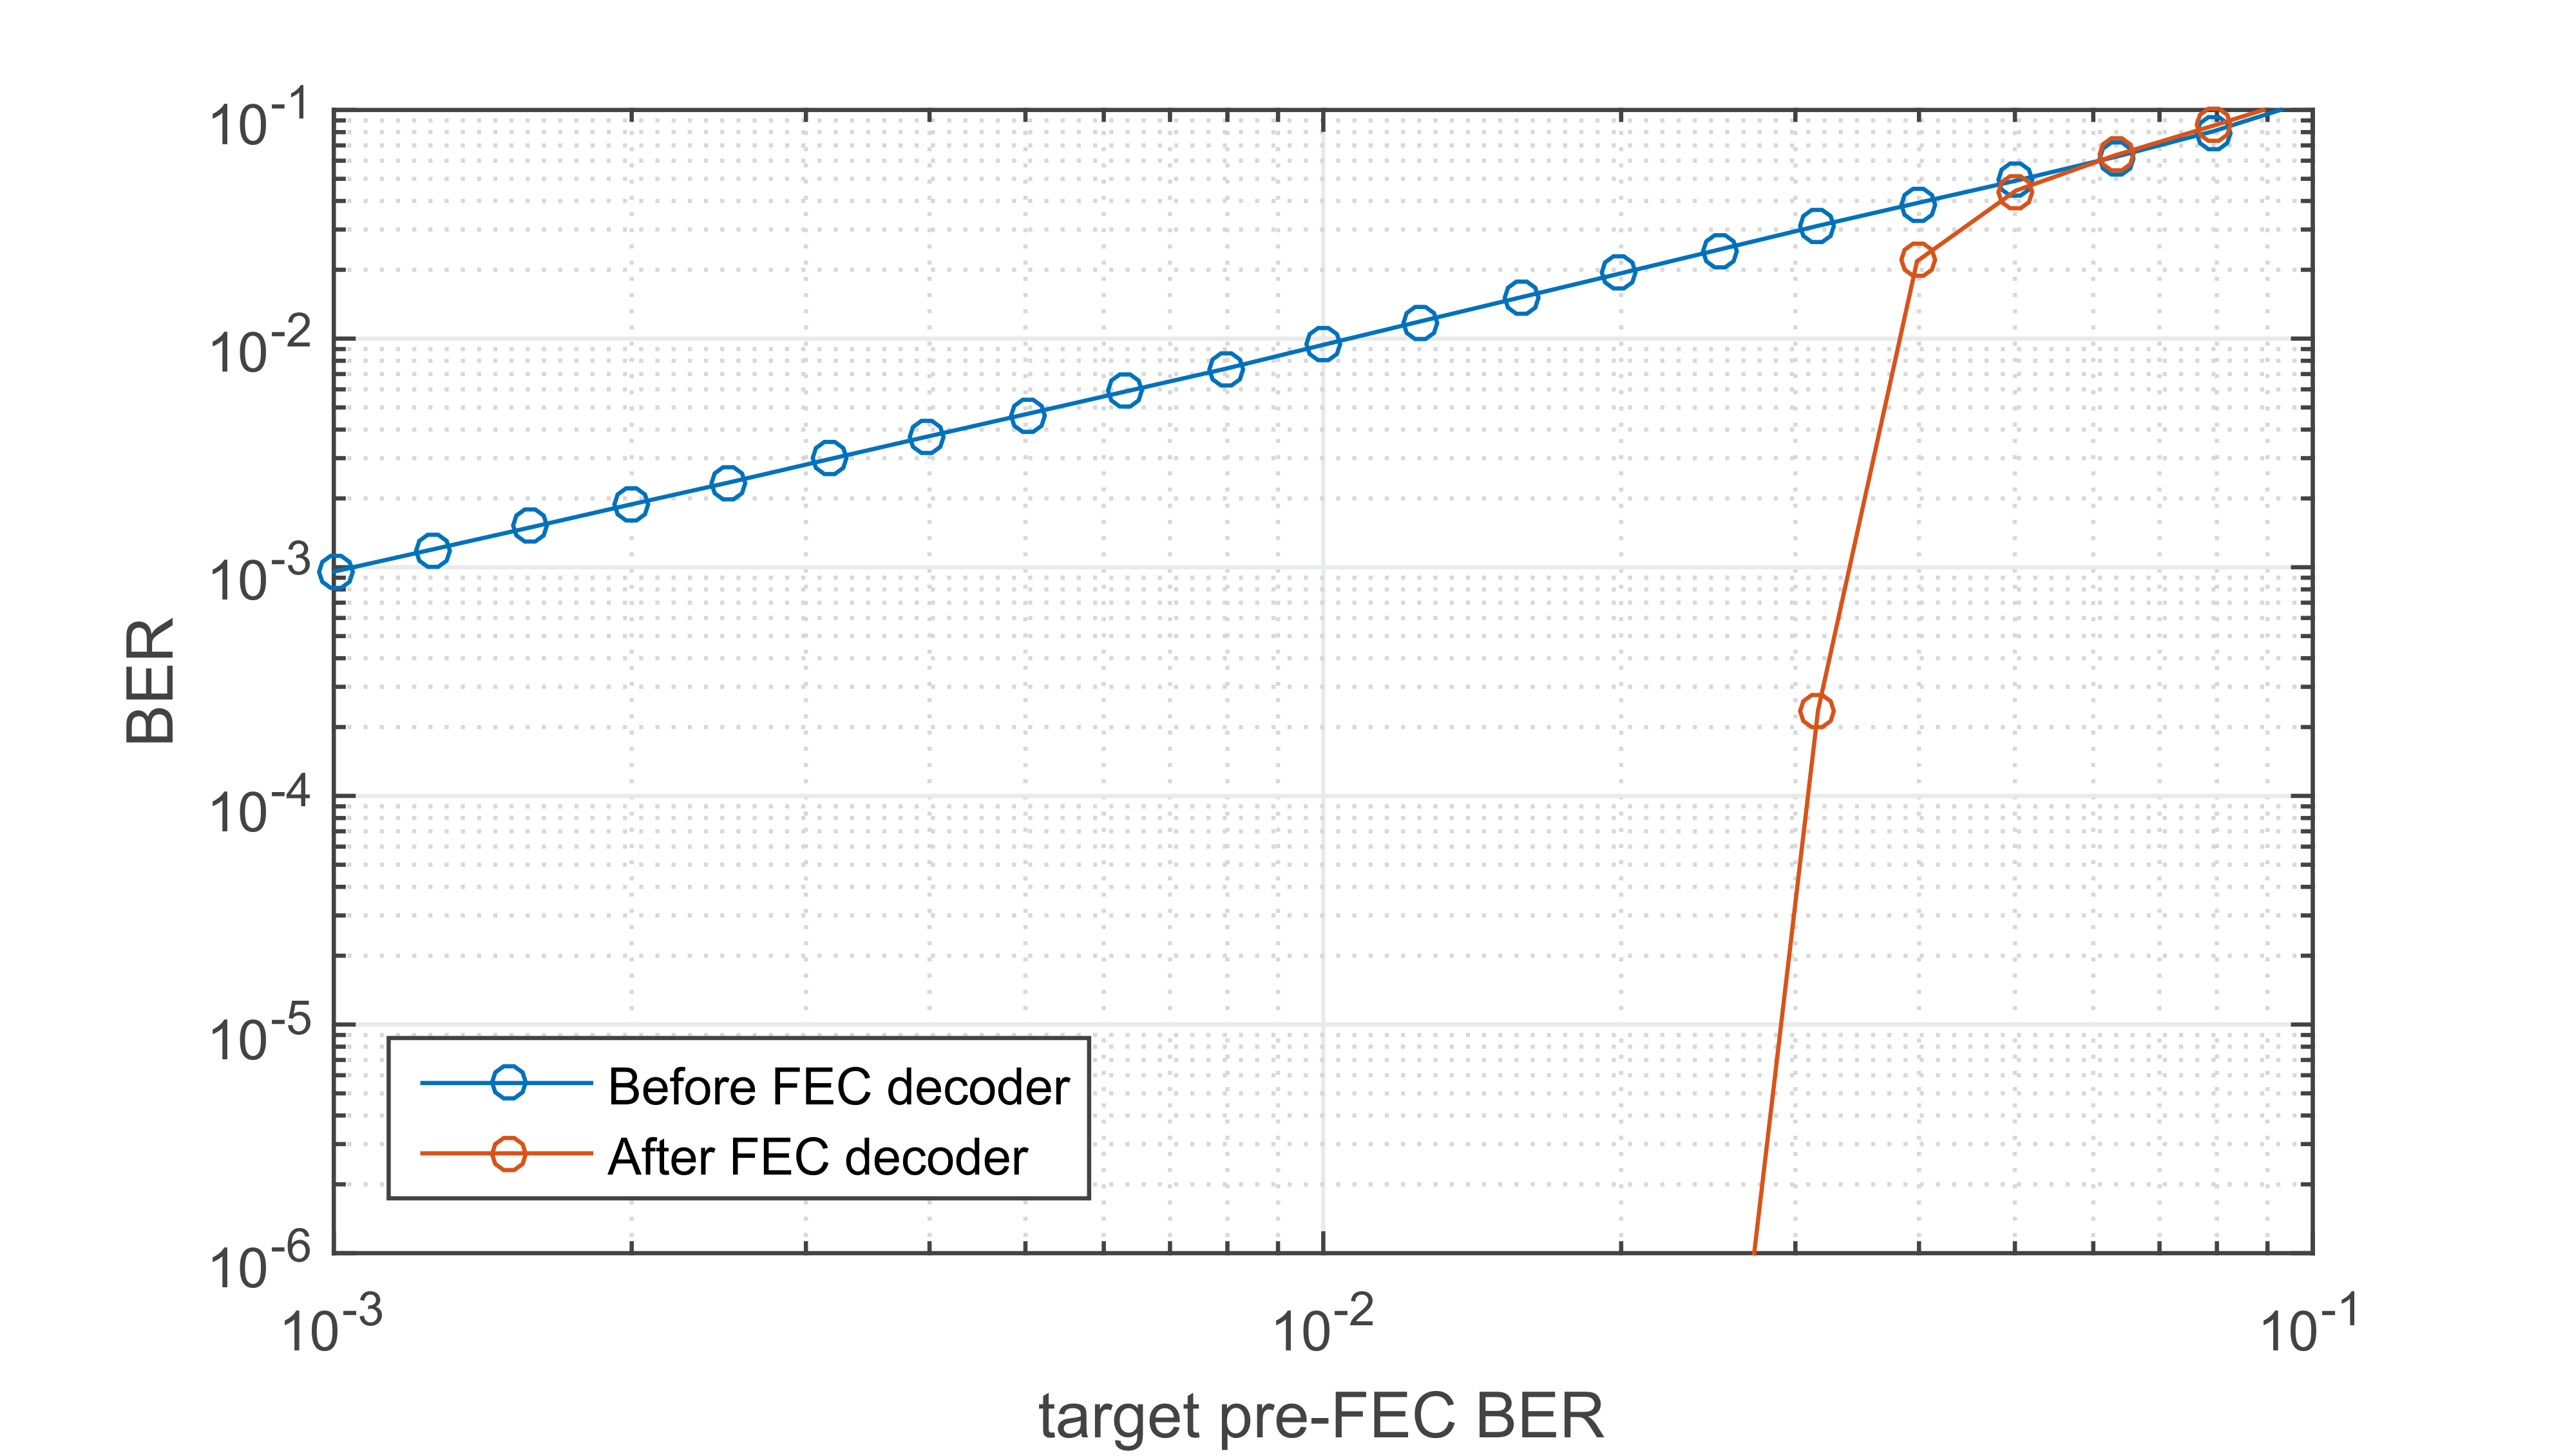 10^-1
10^-2
10^-3
10^-4
10^-5
10^-6
BER
Before FEC decoder
After FEC decoder
10^-3
10^-2
10^-1
target pre-FEC BER